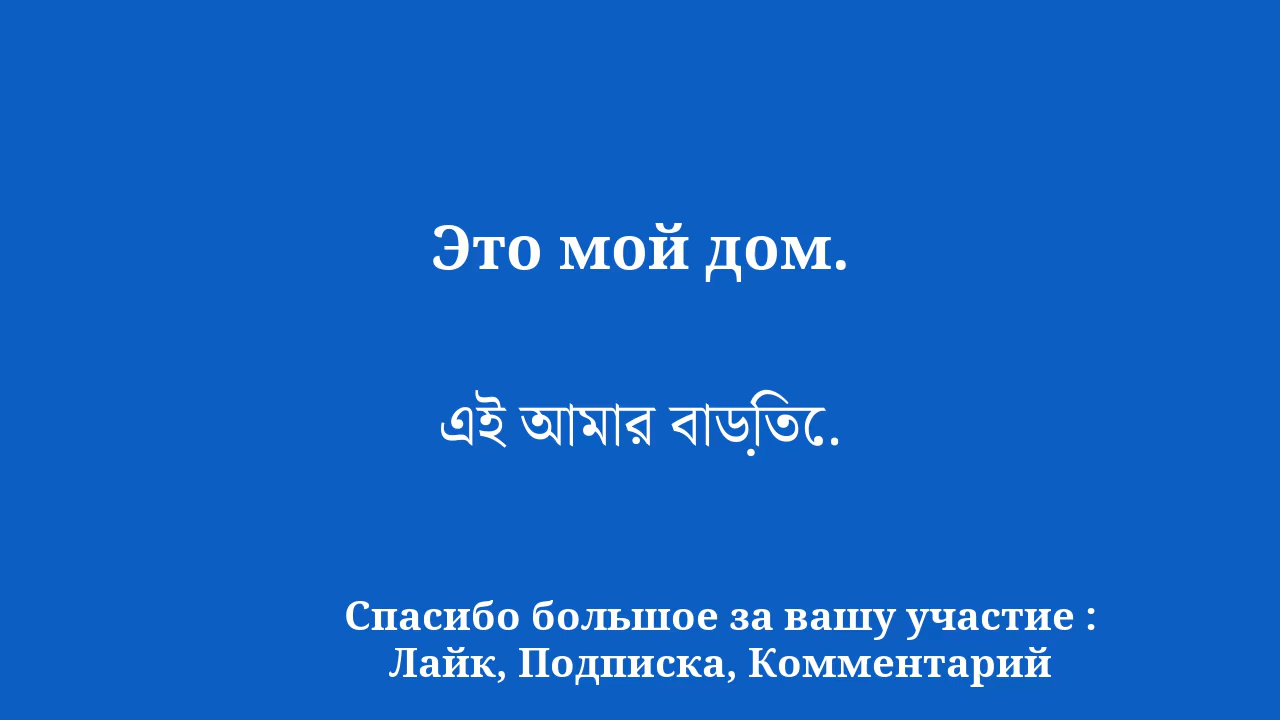 Это мой дом.
এই আমার বাড়তিে.
Спасибо большое за вашу участие :
Лайк, Подписка, Комментарий